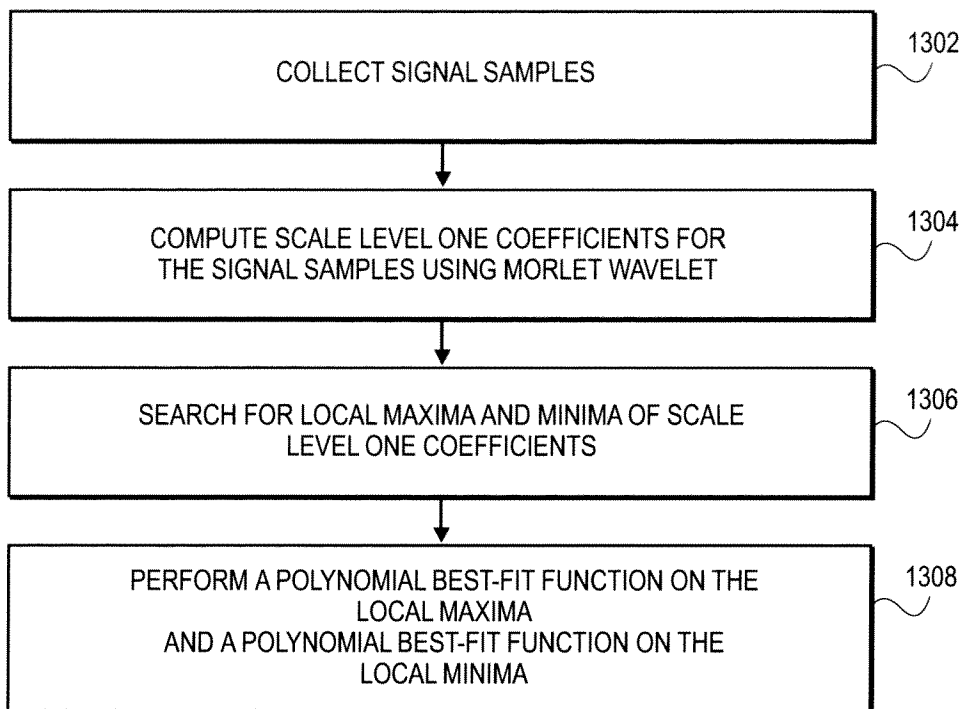 COLLECT SIGNAL SAMPLES
1302
COMPUTE SCALE LEVEL ONE COEFFICIENTS FOR
THE SIGNAL SAMPLES USING MORLET WAVELET
1304
SEARCH FOR LOCAL MAXIMA AND MINIMA OF SCALE
LEVEL ONE COEFFICIENTS
1306
PERFORM A POLYNOMIAL BEST-FIT FUNCTION ON THE
LOCAL MAXIMA
AND A POLYNOMIAL BEST-FIT FUNCTION ON THE
LOCAL MINIMA
1308